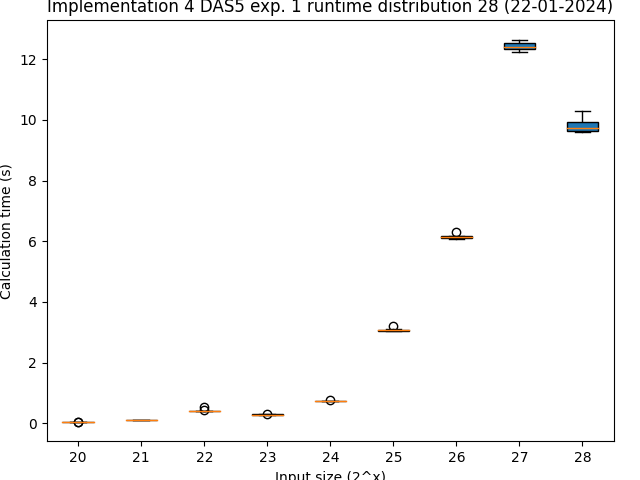 Implementation 4 DAS5 exp. 1 runtime distribution 28 (22-01-2024)
Calculation time (s)
12
10
8
6
4
2
0
20 21 22 23 24 25 26 27 28
Input size (2^x)